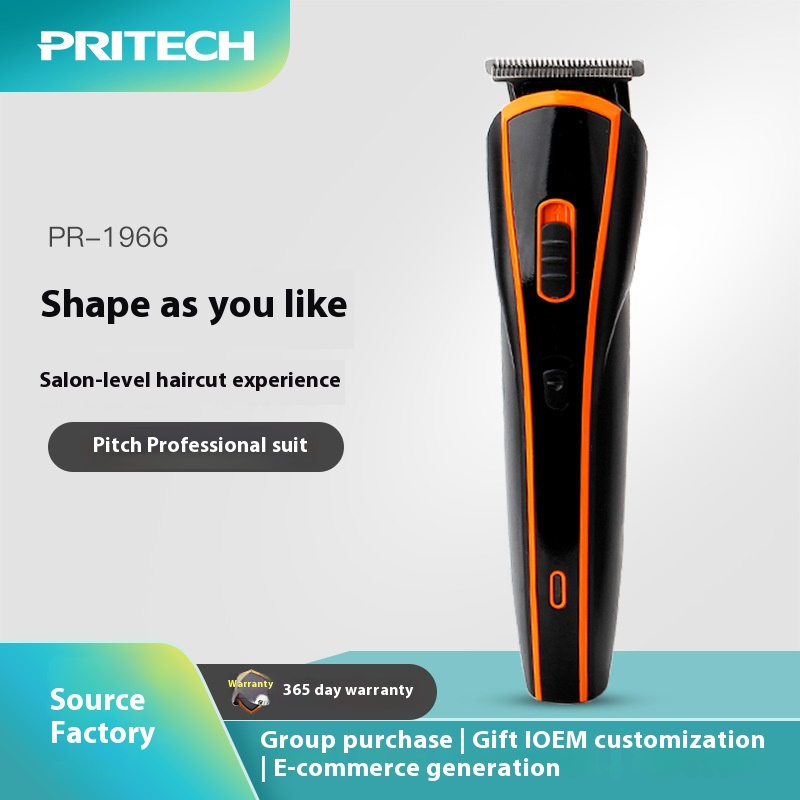 PRITECH
PR-1966
Shape as you like
Salon-level haircut experience
Pitch Professional suit
Source
Factory
Warranty
365 day warranty
Group purchase | Gift IOEM customization
| E-commerce generation